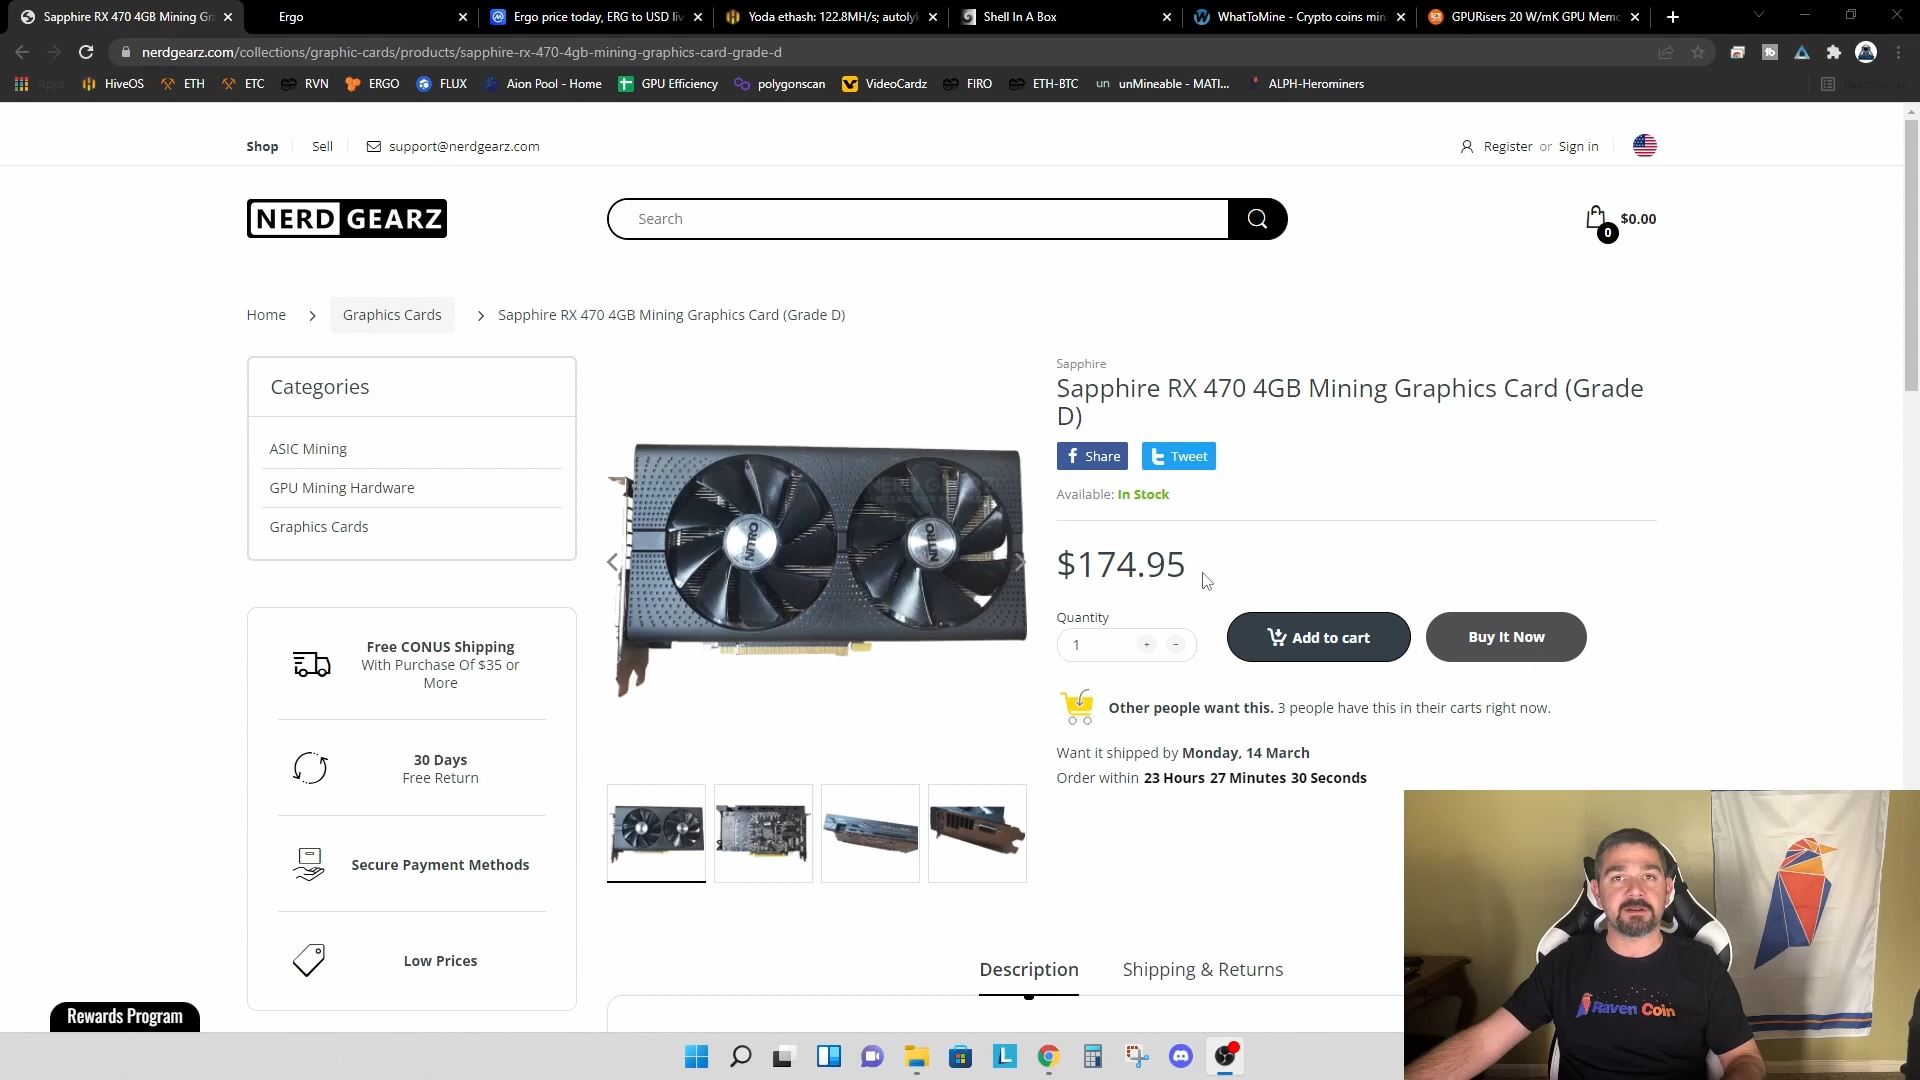 Sapphire RX 470 4GB Mining Gra
Ergo
Ergo price today, ERG to USD liv
Yoda ethash: 122.8MH/s; autolyk
Shell In A Box
WhatToMine - Crypto coins min
GPURisers 20 W/mK GPU Memo
nerdgearz.com/collections/graphic-cards/products/sapphire-rx-470-4gb-mining-graphics-card-grade-d
Apps
HiveOS
ETH
ETC
RVN
ERGO
FLUX
Aion Pool - Home
GPU Efficiency
polygonscan
VideoCardz
FIRO
ETH-BTC
un unMineable - MATI...
ALPH-Herominers
Reading list
Shop
Sell
support@nerdgearz.com
Register or Sign in
NERD GEARZ
Search
0
$0.00
Home > Graphics Cards > Sapphire RX 470 4GB Mining Graphics Card (Grade D)
Categories
ASIC Mining
GPU Mining Hardware
Graphics Cards
Free CONUS Shipping
With Purchase Of $35 or
More
30 Days
Free Return
Secure Payment Methods
Low Prices
Rewards Program
NITRO
NITRO
Sapphire
Sapphire RX 470 4GB Mining Graphics Card (Grade
D)
Share
Tweet
Available: In Stock
$174.95
Quantity
1 + -
Add to cart
Buy It Now
Other people want this. 3 people have this in their carts right now.
Want it shipped by Monday, 14 March
Order within 23 Hours 27 Minutes 30 Seconds
Description
Shipping & Returns
Raven Coin